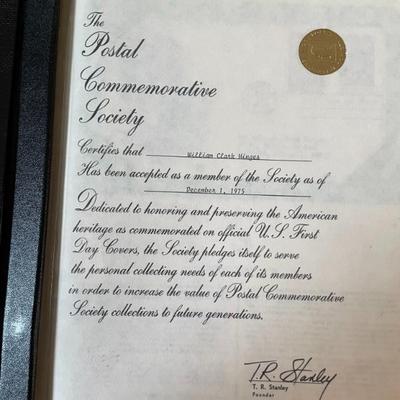 The
Postal
Commemorative
Society
Certifies that William Clark Hinges
Has been accepted as a member of the Society as of
December 1, 1975
Dedicated to honoring and preserving the American
heritage as commemorated on official U.S. First
Day Covers, the Society pledges itself to serve
the personal collecting needs of each of its members
in order to increase the value of Postal Commemorative
Society collections to future generations.
T.R. Stanley
T. R. Stanley
Founder